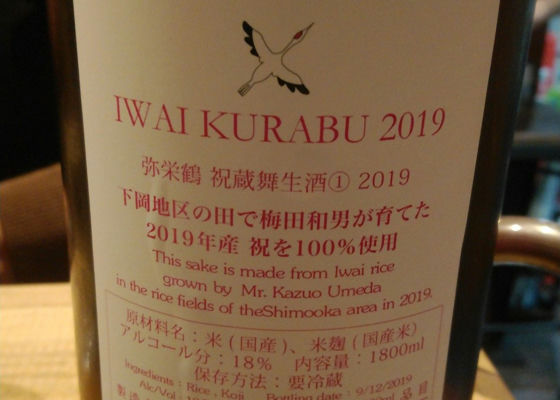 IWAI KURABU 2019
弥栄鶴 祝蔵舞生酒① 2019
下岡地区の田で梅田和男が育てた
2019年産 祝を100%使用
This sake is made from Iwai rice
grown by Mr. Kazuo Umeda
in the rice fields of theShimooka area in 2019.
原材料名：米(国産)、米麹(国産米)
アルコール分：18% 内容量：1800ml
保存方法：要冷蔵
Ingredients : Rice, Koji Bottling date : 9/12/2019
Alc/Vol
製造